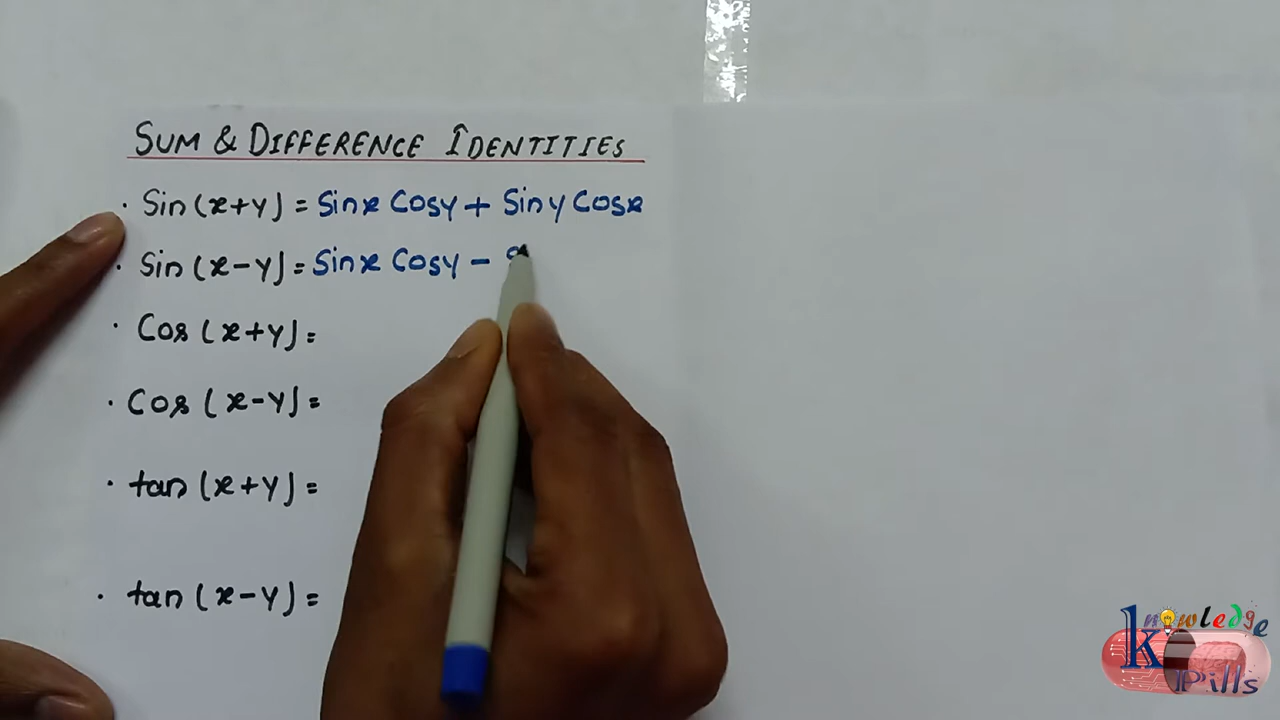 SUM & DIFFERENCE IDENTITIES
· Sin(x+y) = Sinx Cosy + Siny Cosx
· Sin(x-y) = Sinx Cosy -
· Cos(x+y) =
· Cos(x-y) =
· tan(x+y) =
· tan(x-y) =
knowledge
Pills